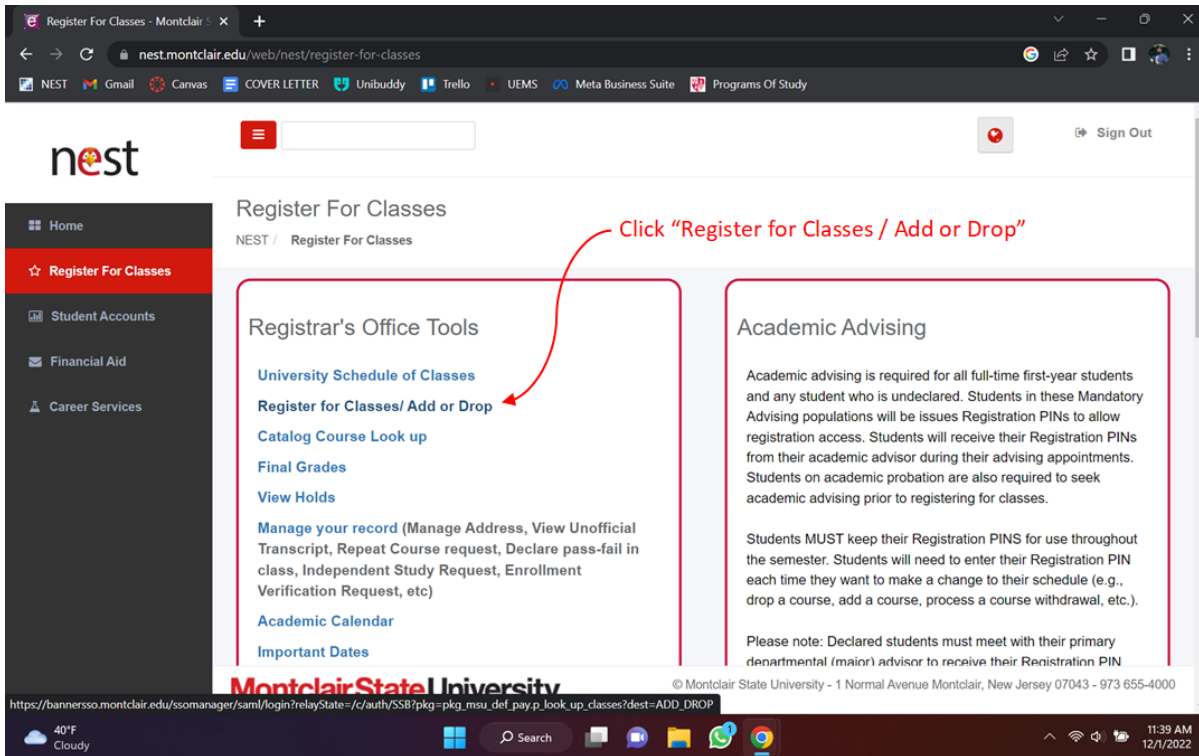 Register For Classes - Montclair S
nest.montclair.edu/web/nest/register-for-classes
NEST Gmail Canvas COVER LETTER Unibuddy Trello UEMS Meta Business Suite Programs Of Study
nest
Sign Out
Home
Register For Classes
Student Accounts
Financial Aid
Career Services
Register For Classes
NEST / Register For Classes
Click “Register for Classes / Add or Drop”
Registrar's Office Tools
University Schedule of Classes
Register for Classes/ Add or Drop
Catalog Course Look up
Final Grades
View Holds
Manage your record (Manage Address, View Unofficial
Transcript, Repeat Course request, Declare pass-fail in
class, Independent Study Request, Enrollment
Verification Request, etc)
Academic Calendar
Important Dates
Academic Advising
Academic advising is required for all full-time first-year students
and any student who is undeclared. Students in these Mandatory
Advising populations will be issues Registration PINs to allow
registration access. Students will receive their Registration PINs
from their academic advisor during their advising appointments.
Students on academic probation are also required to seek
academic advising prior to registering for classes.
Students MUST keep their Registration PINS for use throughout
the semester. Students will need to enter their Registration PIN
each time they want to make a change to their schedule (e.g.,
drop a course, add a course, process a course withdrawal, etc.).
Please note: Declared students must meet with their primary
departmental (major) advisor to receive their Registration PIN
Montclair State University
© Montclair State University - 1 Normal Avenue Montclair, New Jersey 07043 - 973 655-4000
https://bannersso.montclair.edu/ssomanager/saml/login?relayState=/c/auth/SSB?pkg=pkg_msu_def_pay.p_look_up_classes?dest=ADD_DROP
40°F
Cloudy
Search
11:39 AM
12/1/2022